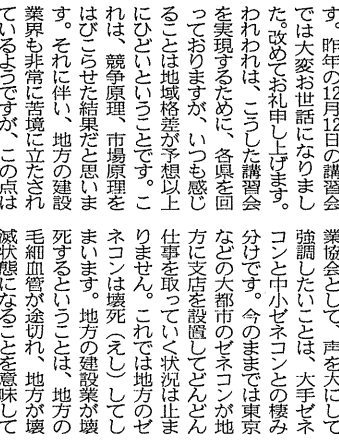 す。昨年の12月12日の講習会
では大変お世話になりまし
た。改めてお礼申し上げます。
われわれは、こうした講習会
を実現するために、各県を回
っておりますが、いつも感じ
ることは地域格差が予想以上
にひどいということです。こ
れは、競争原理、市場原理を
はびこらせた結果だと思いま
す。それに伴い、地方の建設
業界も非常に苦境に立たされ
ているようですが、この点は
業協会として、声を大にして
強調したいことは、大手ゼネ
コンと中小ゼネコンとの棲み
分けです。今のままでは東京
などの大都市のゼネコンが地
方に支店を設置してどんどん
仕事を取っていく状況は止ま
りません。これでは地方のゼ
ネコンは壊死（えし）してし
まいます。地方の建設業が壊
死するということは、地方の
毛細血管が途切れ、地方が壊
滅状態になることを意味して